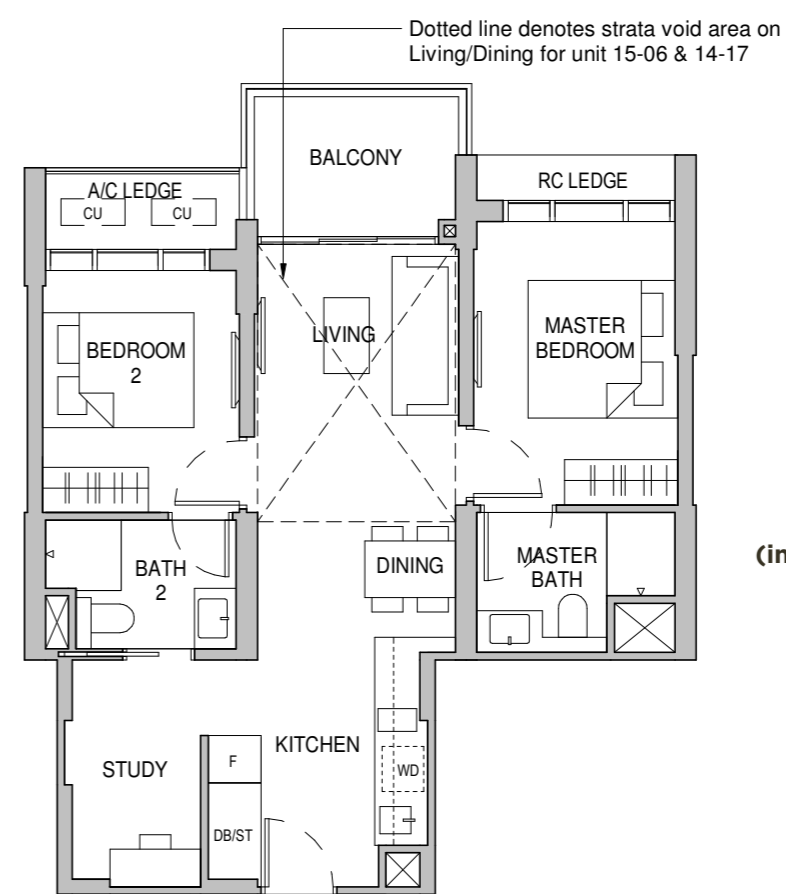 Dotted line denotes strata void area on
Living/Dining for unit 15-06 & 14-17
BALCONY
A/C LEDGE
CU
CU
RC LEDGE
LIVING
MASTER
BEDROOM
BEDROOM
2
DINING
BATH
2
MASTER
BATH
(in
KITCHEN
STUDY
F
WD
DB/ST